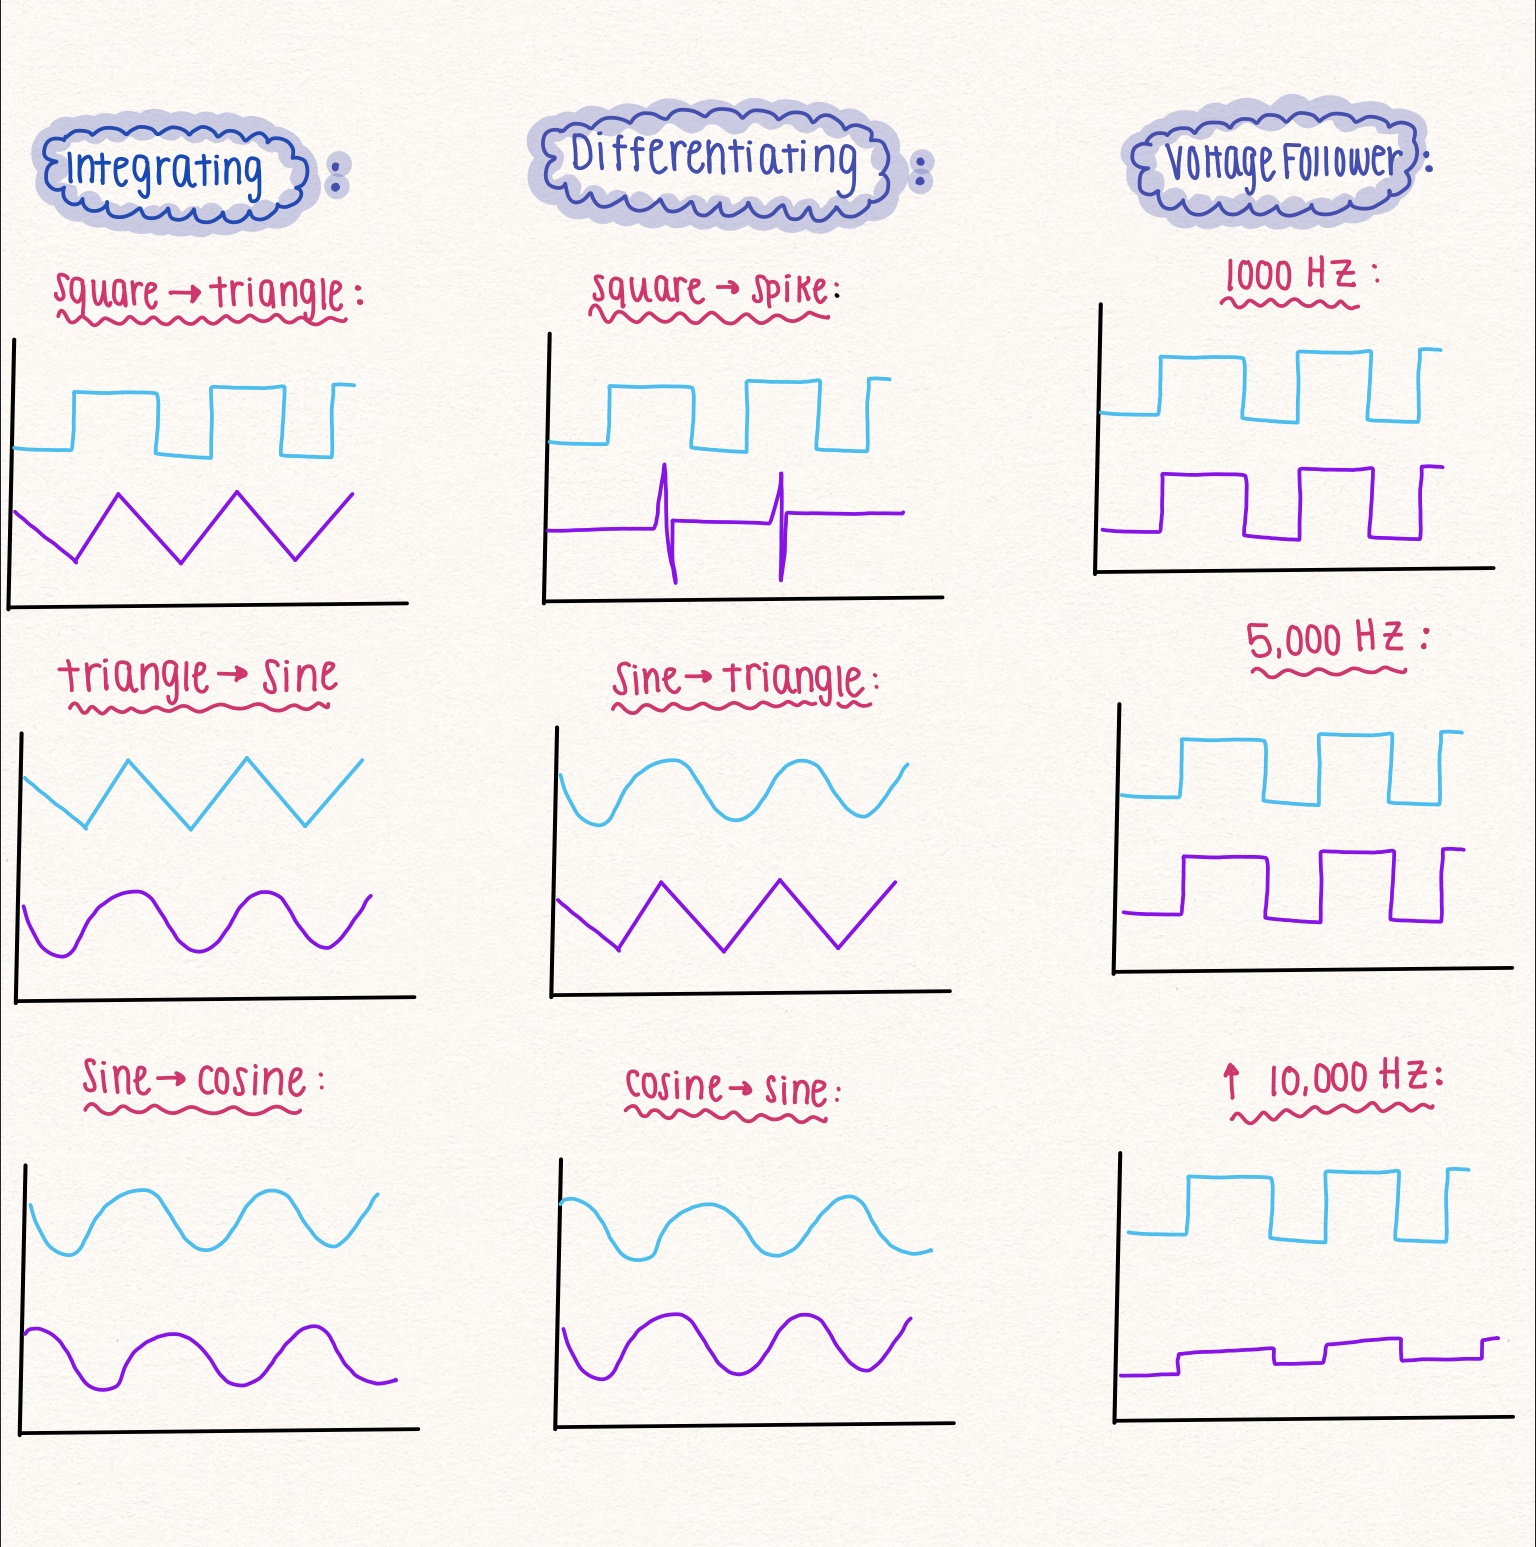 Integrating :
square → triangle :
triangle → sine
sine → cosine :
Differentiating :
square → spike :
sine → triangle :
cosine → sine :
Voltage Follower :
1000 HZ :
5,000 HZ :
↑ 10,000 HZ :